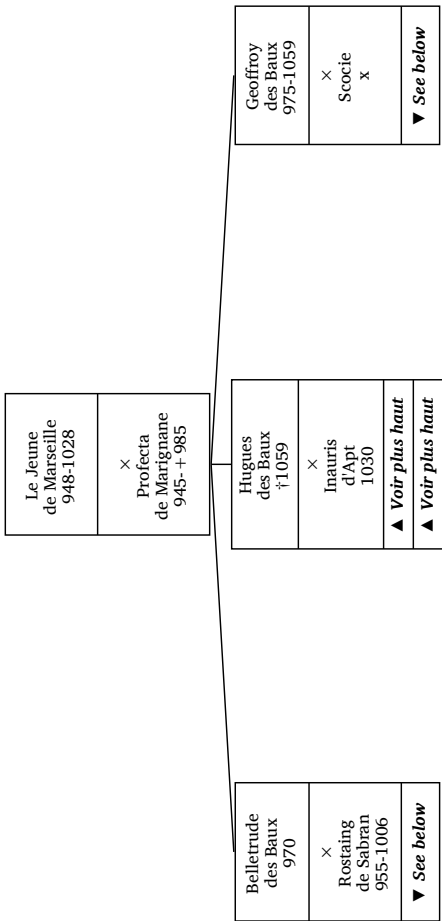 Le Jeune
de Marseille
948-1028
×
Profecta
de Marignane
945-+985
Belletrude
des Baux
970
×
Rostaing
de Sabran
955-1006
▼ See below
Hugues
des Baux
†1059
×
Inauris
d'Apt
1030
▲ Voir plus haut
▲ Voir plus haut
Geoffroy
des Baux
975-1059
×
Scocie
x
▼ See below